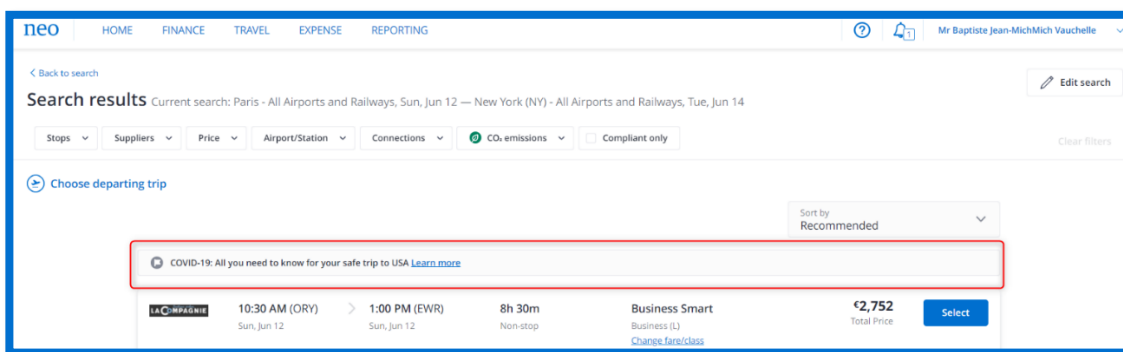 neo HOME FINANCE TRAVEL EXPENSE REPORTING 1 Mr Baptiste Jean-MichMich Vauchelle
Back to search
Edit search
Search results Current search: Paris - All Airports and Railways, Sun, Jun 12 — New York (NY) - All Airports and Railways, Tue, Jun 14
Stops Suppliers Price Airport/Station Connections CO₂ emissions Compliant only Clear filters
Choose departing trip
Sort by
Recommended
COVID-19: All you need to know for your safe trip to USA Learn more
LA COMPAGNIE 10:30 AM (ORY) 1:00 PM (EWR) 8h 30m Business Smart €2,752 Select
Sun, Jun 12 Sun, Jun 12 Non-stop Business (L) Total Price
Change fare/class